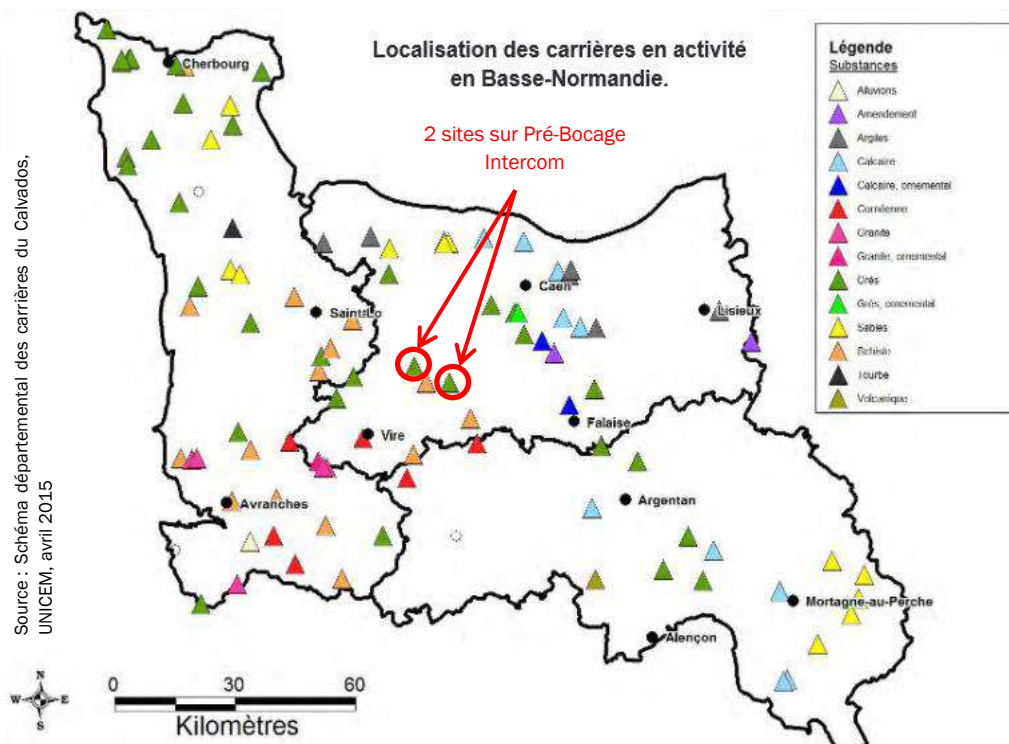 Localisation des carrières en activité
en Basse-Normandie.
2 sites sur Pré-Bocage
Intercom
Source : Schéma départemental des carrières du Calvados,
UNICEM, avril 2015
Légende
Substances
Alluvions
Amendement
Argiles
Calcaire
Calcaire, ornemental
Cornéenne
Granite
Granite, ornemental
Grès
Grès, ornemental
Sables
Schiste
Tourbe
Volcanique
Cherbourg
Caen
Lisieux
Saint-Lo
Vire
Falaise
Avranches
Argentan
Mortagne-au-Perche
Alençon
N
W E
S
0 30 60
Kilomètres